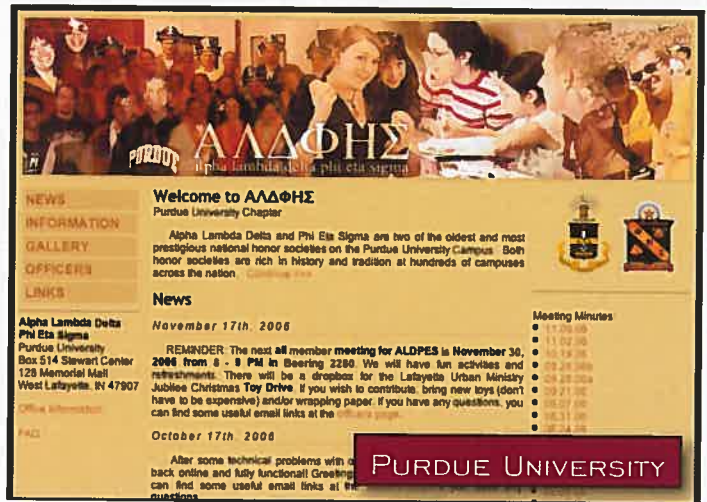 PURDUE
ΑΛΔΦΗΣ
alpha lambda delta phi eta sigma
NEWS
INFORMATION
GALLERY
OFFICERS
LINKS
Alpha Lambda Delta
Phi Eta Sigma
Purdue University
Box 514 Stewart Center
128 Memorial Mall
West Lafayette, IN 47907
Office Information
FAQ
Welcome to ΑΛΔΦΗΣ
Purdue University Chapter
Alpha Lambda Delta and Phi Eta Sigma are two of the oldest and most
prestigious national honor societies on the Purdue University Campus. Both
honor societies are rich in history and tradition at hundreds of campuses
across the nation.
News
November 17th, 2006
REMINDER: The next all member meeting for ALDPES is November 30,
2006 from 8 - 9 PM in Beering 2280. We will have fun activities and
refreshments. There will be a dropbox for the Lafayette Urban Ministry
Jubilee Christmas Toy Drive. If you wish to contribute, bring new toys (don't
have to be expensive) and/or wrapping paper. If you have any questions, you
can find some useful email links at the officers page.
October 17th, 2006
After some technical problems with
back online and fully functional! Greetings
can find some useful email links at the
questions.
Meeting Minutes
11.02.06
10.19.06
PURDUE UNIVERSITY